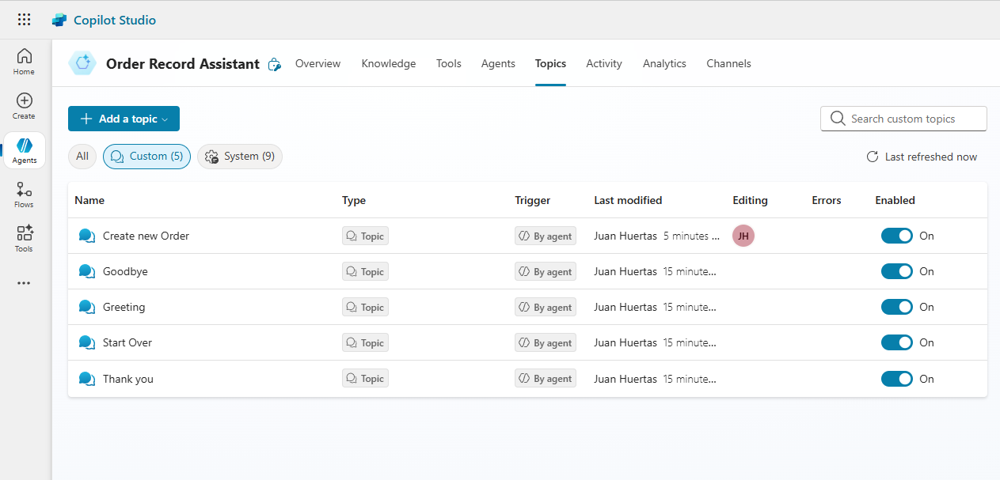 Copilot Studio
Home
Create
Agents
Flows
Tools
Order Record Assistant Overview Knowledge Tools Agents Topics Activity Analytics Channels
Add a topic
Search custom topics
All Custom (5) System (9)
Last refreshed now
Name Type Trigger Last modified Editing Errors Enabled
Create new Order Topic By agent Juan Huertas 5 minutes ... JH On
Goodbye Topic By agent Juan Huertas 15 minute... On
Greeting Topic By agent Juan Huertas 15 minute... On
Start Over Topic By agent Juan Huertas 15 minute... On
Thank you Topic By agent Juan Huertas 15 minute... On